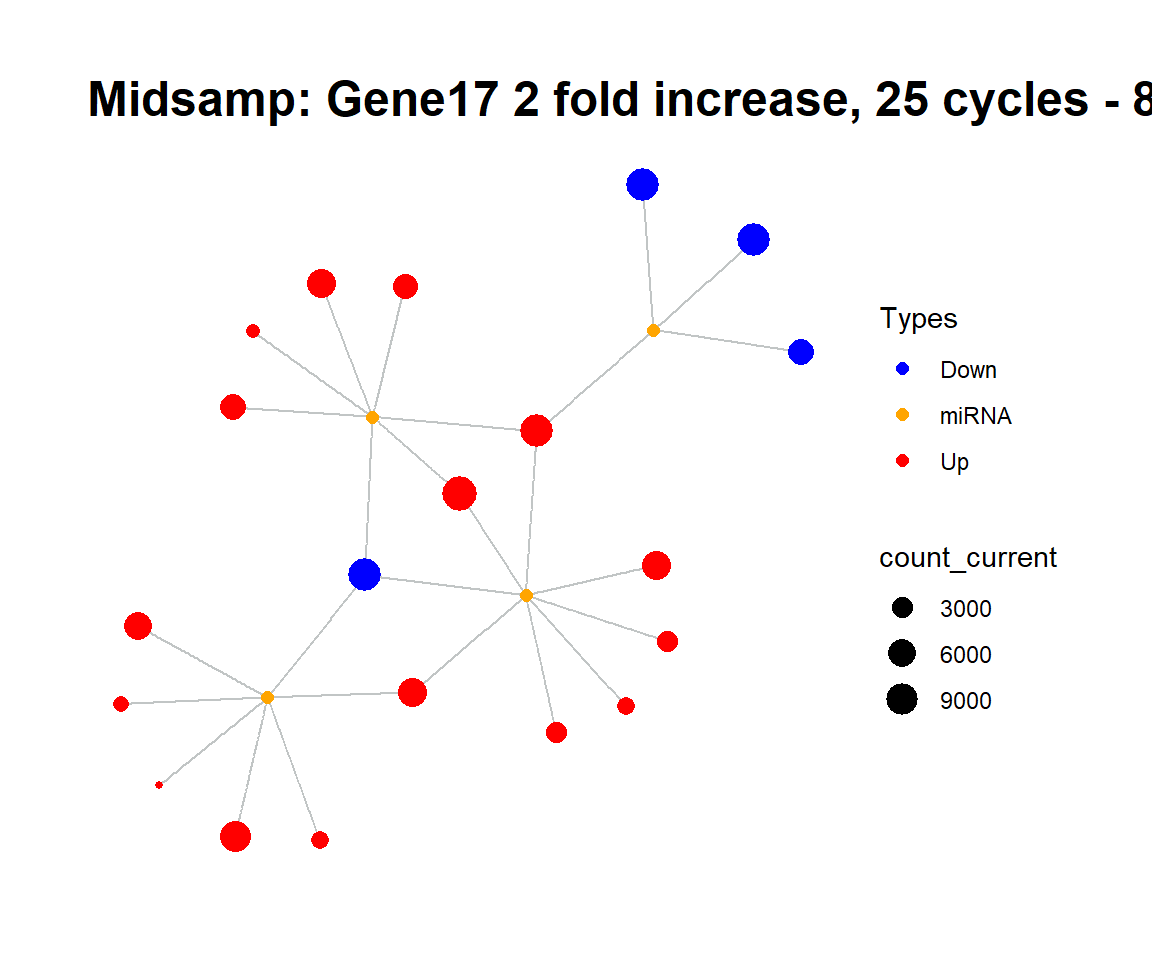 Midsamp: Gene17 2 fold increase, 25 cycles - 8
Types
Down
miRNA
Up
count_current
3000
6000
9000